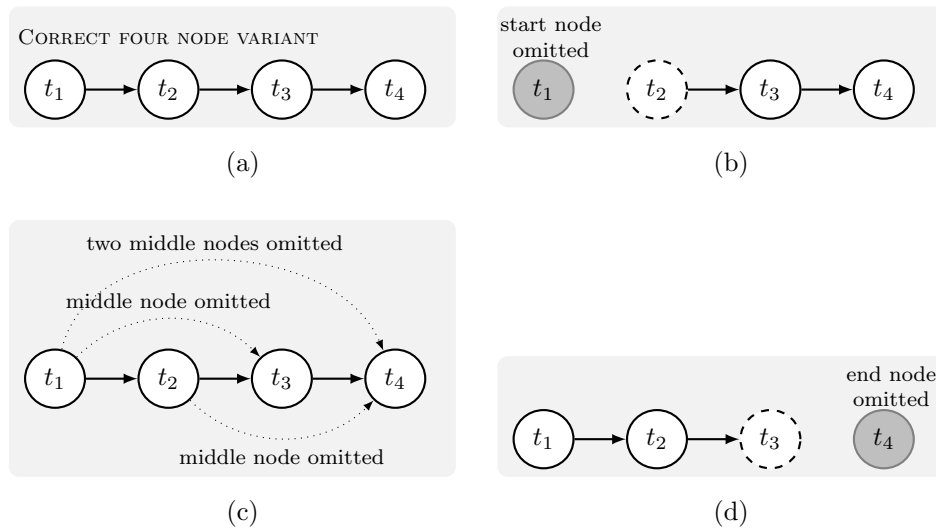 CORRECT FOUR NODE VARIANT
t1 t2 t3 t4
(a)
start node
omitted
t1 t2 t3 t4
(b)
two middle nodes omitted
middle node omitted
t1 t2 t3 t4
middle node omitted
(c)
end node
omitted
t1 t2 t3 t4
(d)